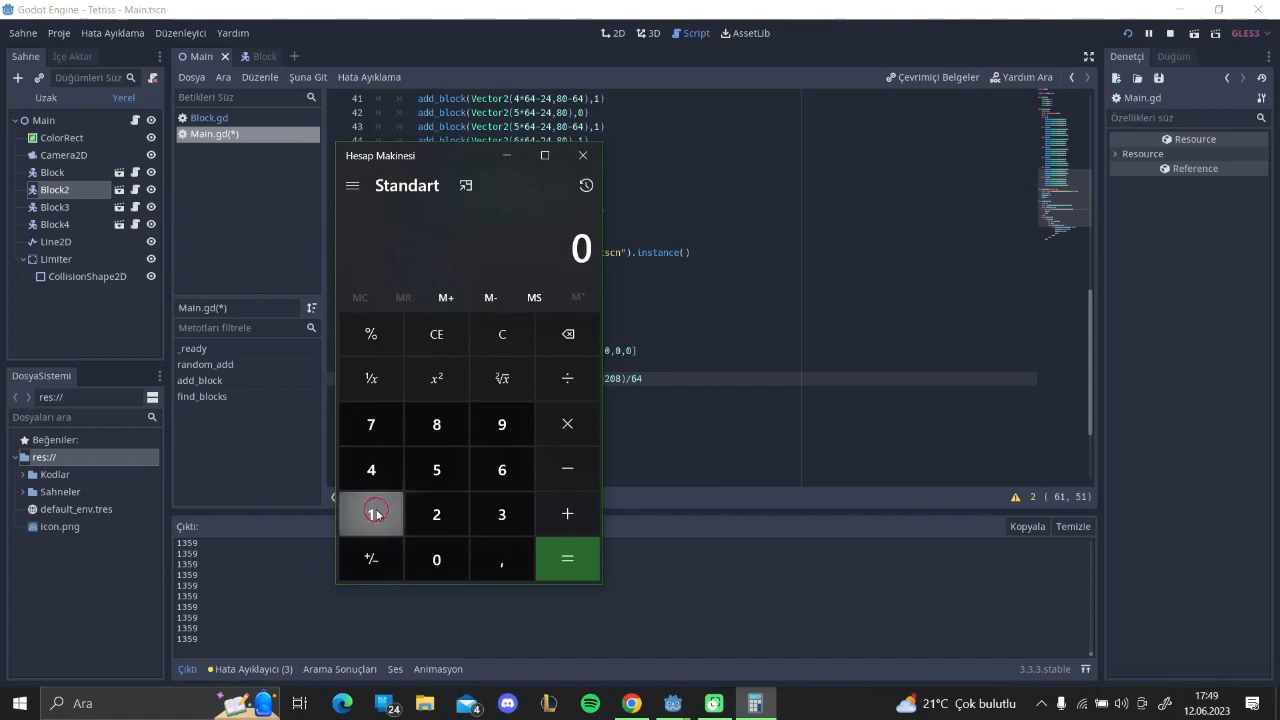 Godot Engine - Tetriss - Main.tscn
Sahne Proje Hata Ayıklama Düzenleyici Yardım
2D 3D Script AssetLib
GLES3
Sahne İçe Aktar
Düğümleri Süz
Uzak Yerel
Main
ColorRect
Camera2D
Block
Block2
Block3
Block4
Line2D
Limiter
CollisionShape2D
DosyaSistemi
res://
Dosyaları ara
Beğeniler:
res://
Kodlar
Sahneler
default_env.tres
icon.png
Main Block
Dosya Ara Düzenle Şuna Git Hata Ayıklama
Çevrimiçi Belgeler Yardım Ara
Betikleri Süz
Block.gd
Main.gd(*)
Main.gd(*)
Metotları filtrele
_ready
random_add
add_block
find_blocks
41 add_block(Vector2(4*64-24,80-64),1)
42 add_block(Vector2(5*64-24,80-64),0)
43 add_block(Vector2(5*64-24,80-64),1)
tscn").instance()
0,0,0]
208)/64
2 ( 61, 51)
Hesap Makinesi
Standart
0
MC MR M+ M- MS M˅
% CE C
¹/x x² ²√x ÷
7 8 9 ×
4 5 6 −
1 2 3 +
+/− 0 , =
Çıktı:
Kopyala Temizle
1359
1359
1359
1359
1359
1359
1359
1359
1359
1359
Çıktı Hata Ayıklayıcı (3) Arama Sonuçları Ses Animasyon
3.3.3.stable
Denetçi Düğüm
Main.gd
Özellikleri süz
Resource
Resource
Reference
Ara
24
4
21°C Çok bulutlu
17:49
12.06.2023